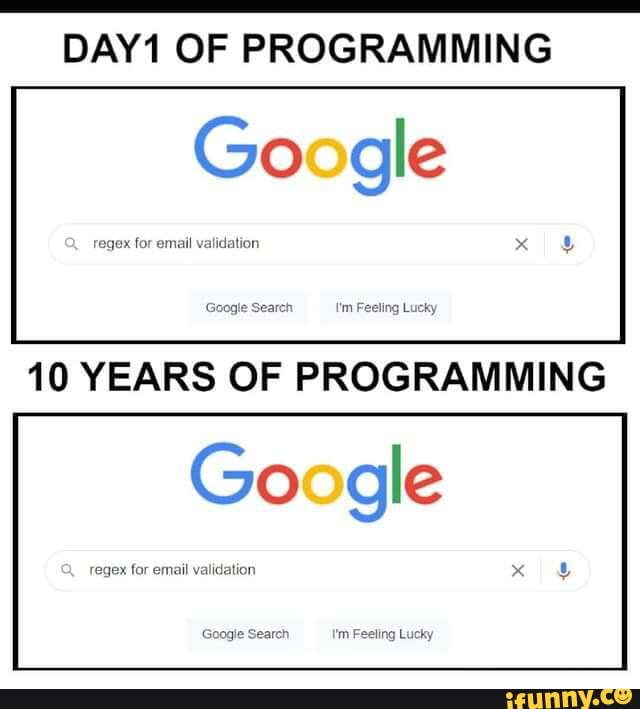 DAY1 OF PROGRAMMING
Google
regex for email validation
Google Search I'm Feeling Lucky
10 YEARS OF PROGRAMMING
Google
regex for email validation
Google Search I'm Feeling Lucky
ifunny.co